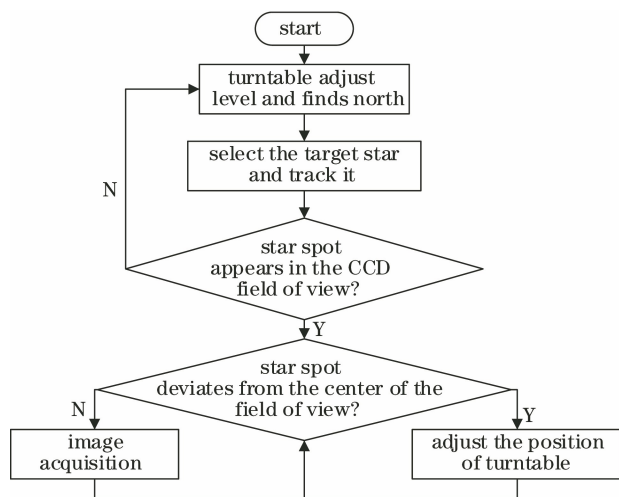 start
turntable adjust
level and finds north
select the target star
and track it
N
star spot
appears in the CCD
field of view?
Y
star spot
deviates from the center of the
field of view?
N
Y
image
acquisition
adjust the position
of turntable